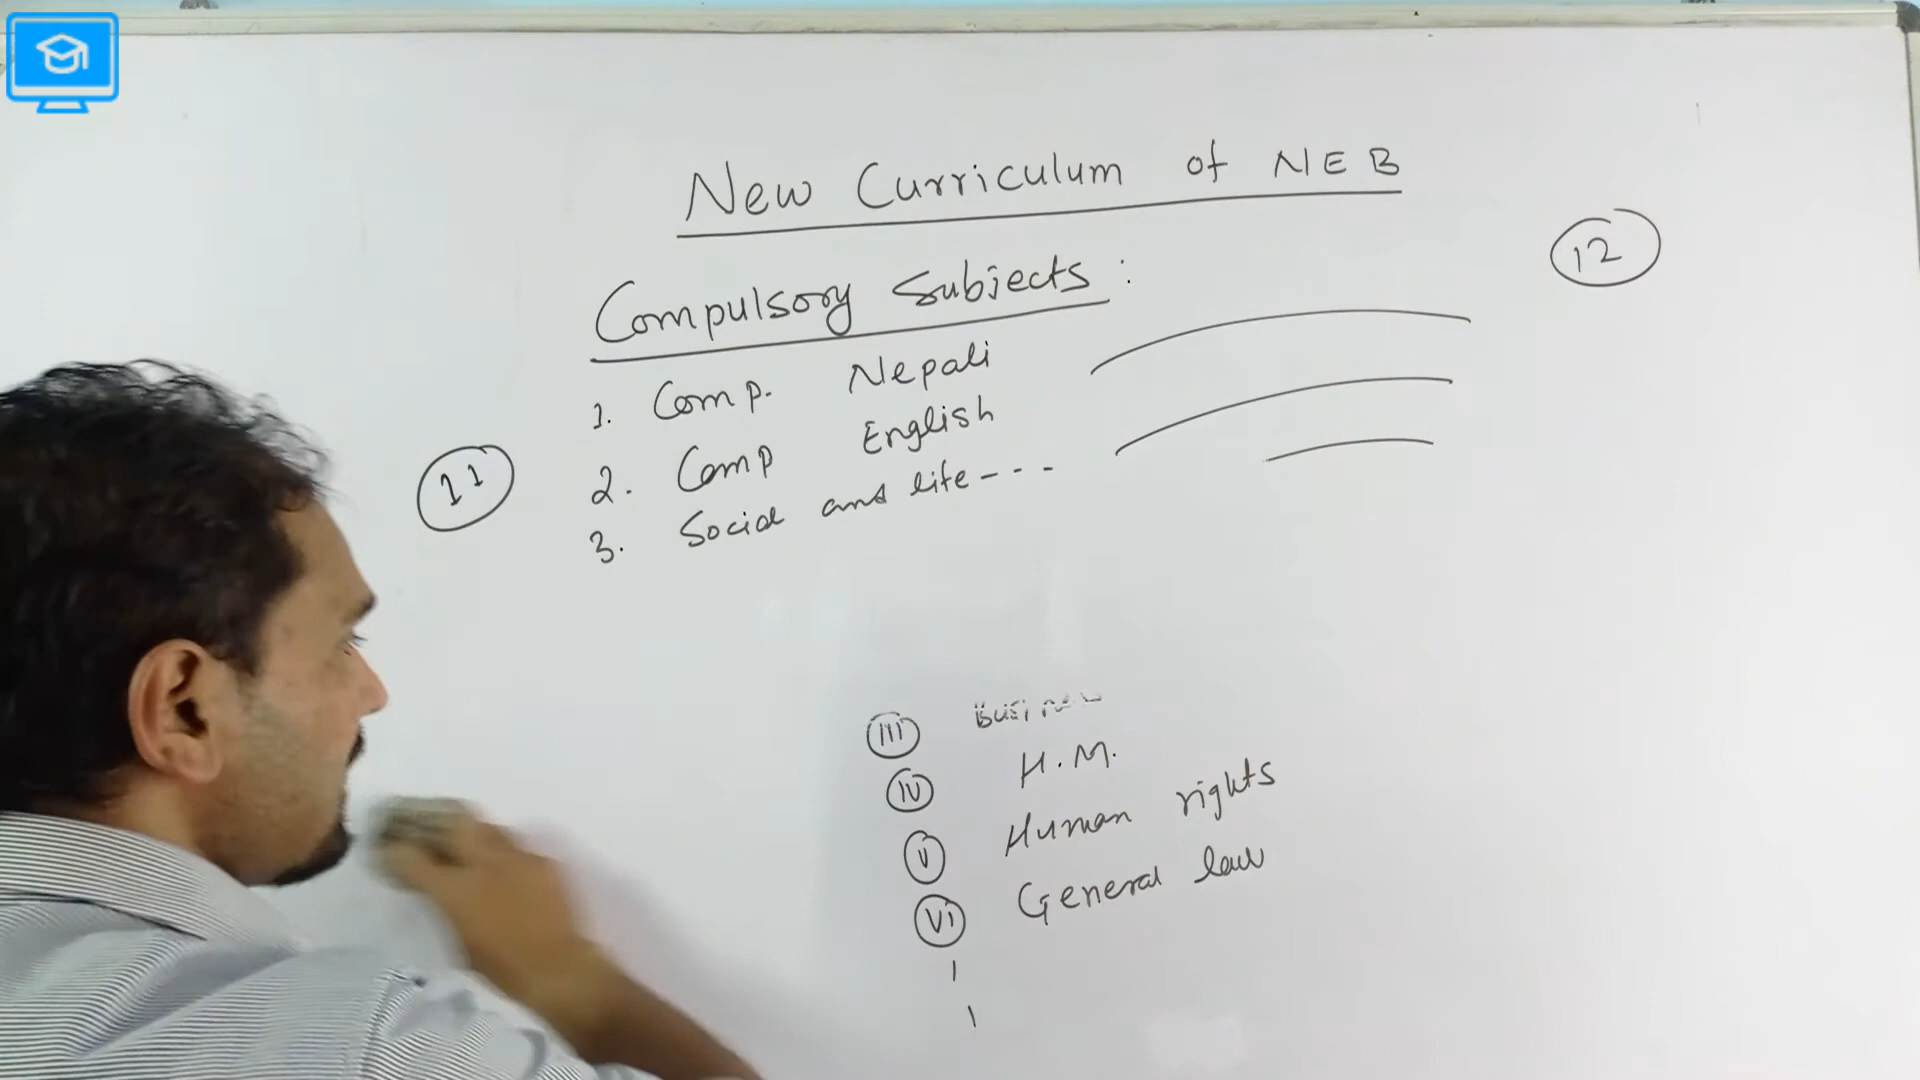 New Curriculum of NEB
12
Compulsory Subjects :
1. Comp. Nepali
2. Comp English
11
3. Social and life - - -
III
IV H.M.
V Human rights
VI General law